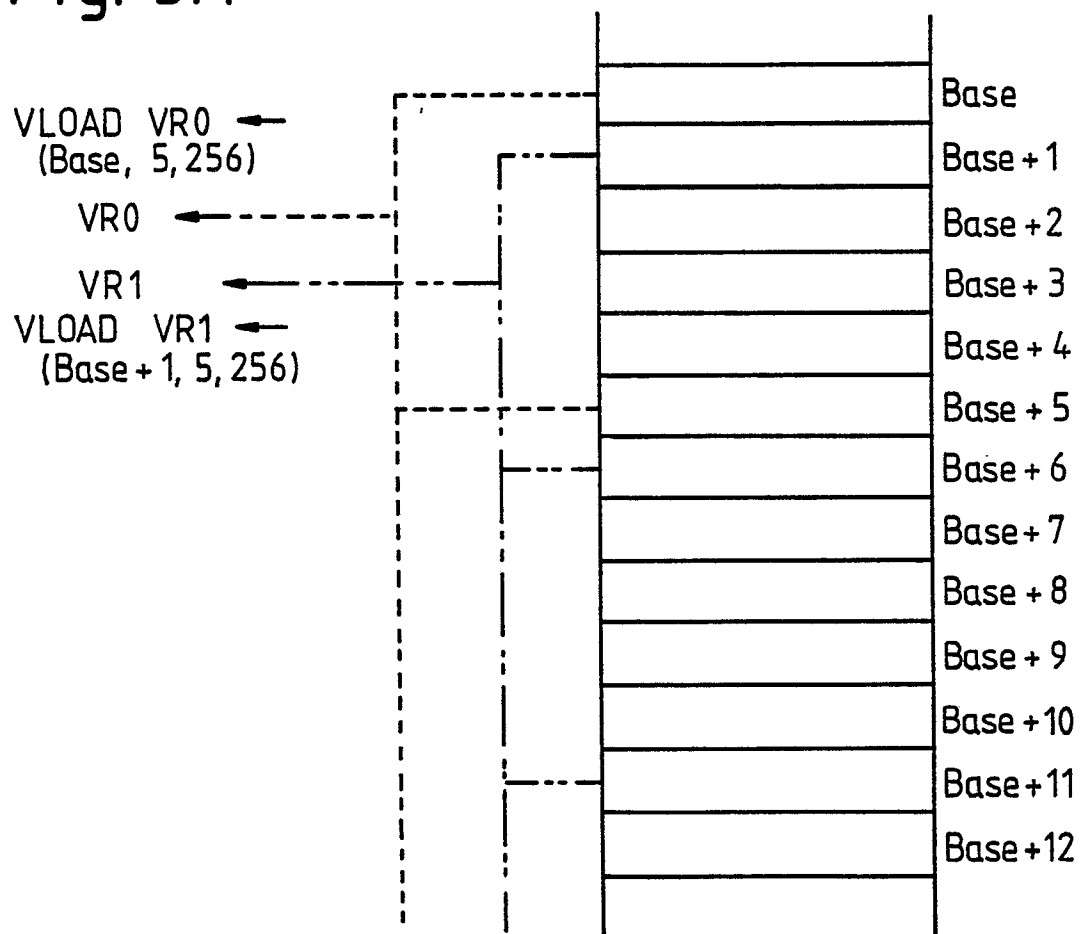 VLOAD VR0
(Base, 5,256)
VR0
VR1
VLOAD VR1
(Base+1, 5, 256)
Base
Base+1
Base+2
Base+3
Base+4
Base+5
Base+6
Base+7
Base+8
Base+9
Base+10
Base+11
Base+12